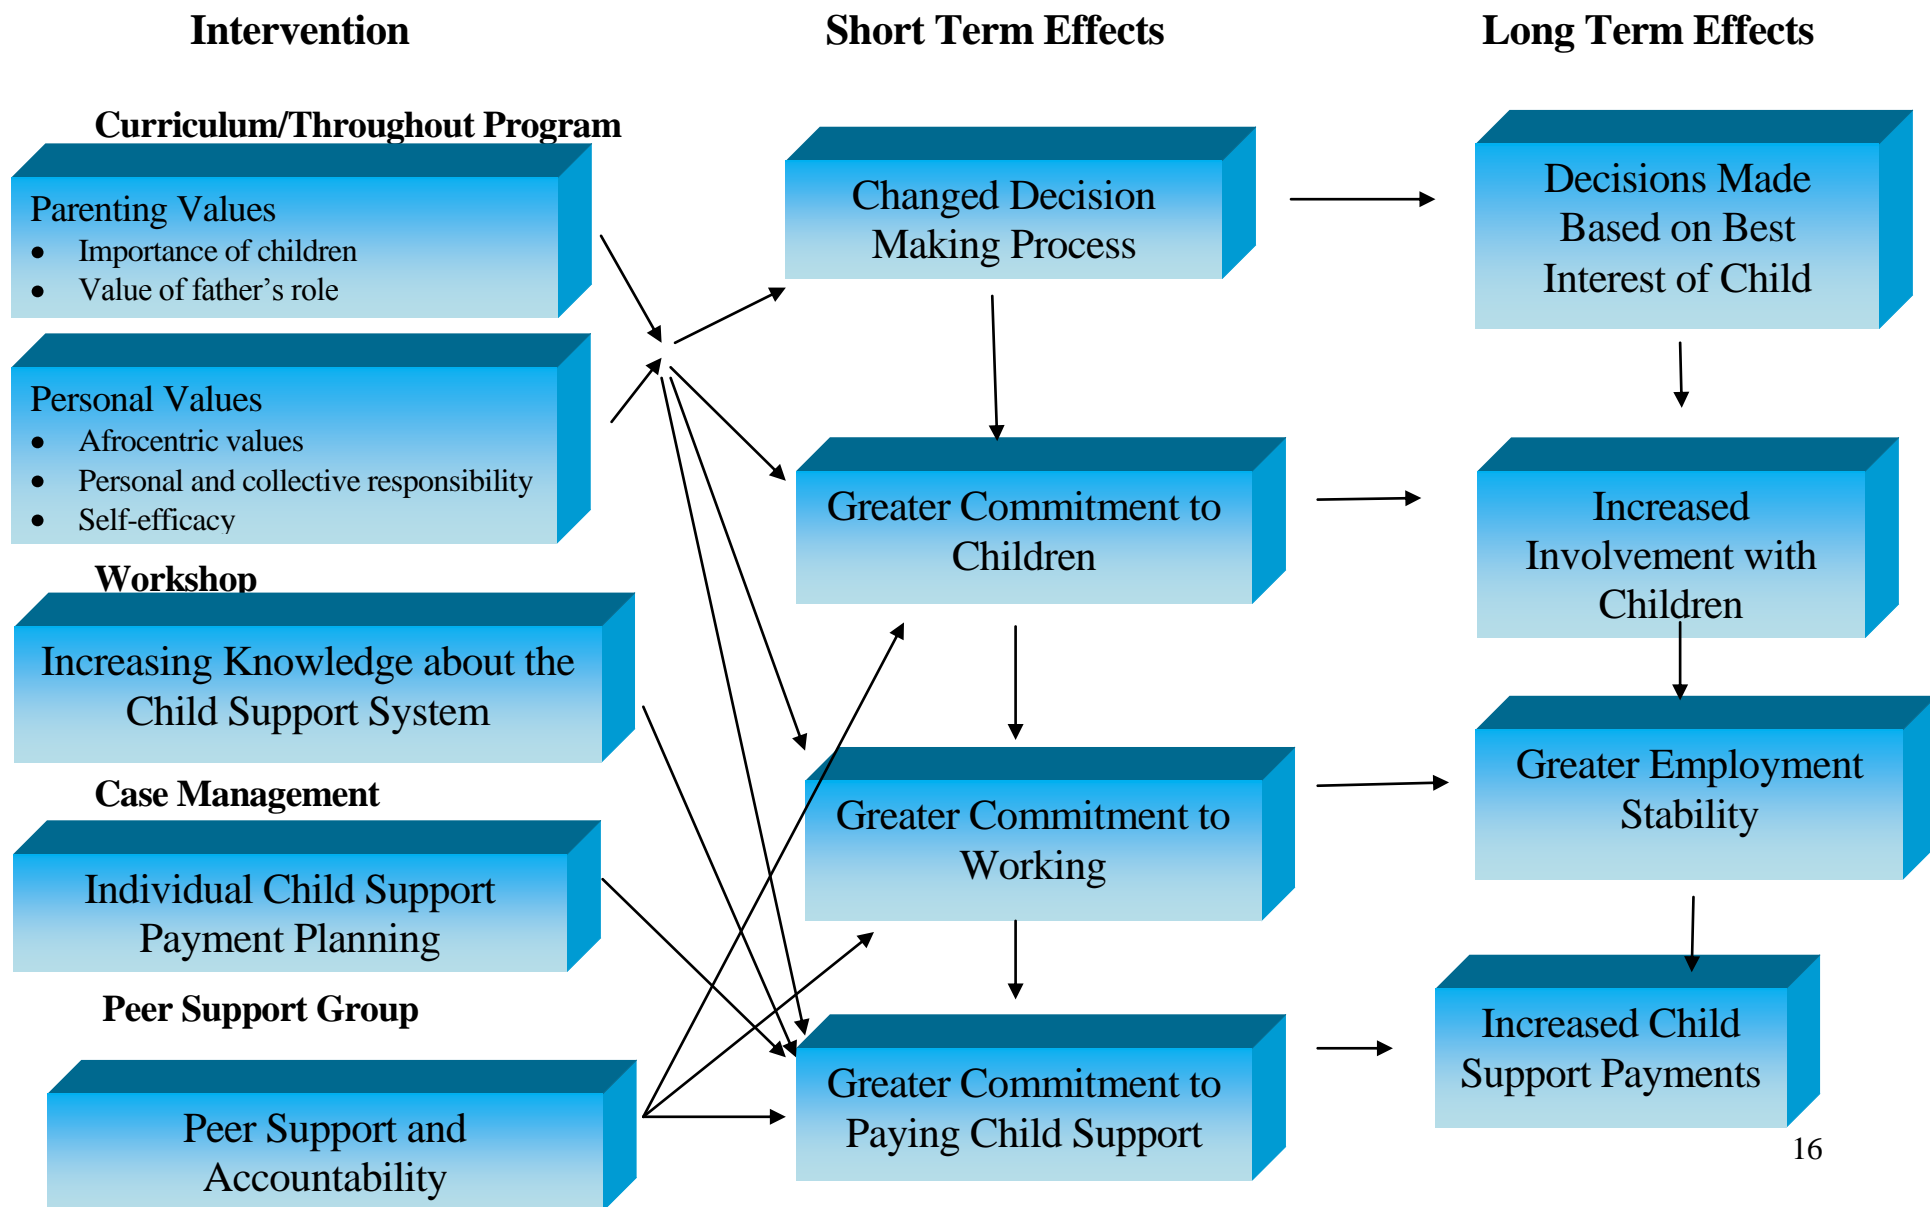 Intervention
Short Term Effects
Long Term Effects
Curriculum/Throughout Program
Parenting Values
• Importance of children
• Value of father’s role
Personal Values
• Afrocentric values
• Personal and collective responsibility
• Self-efficacy
Workshop
Increasing Knowledge about the
Child Support System
Case Management
Individual Child Support
Payment Planning
Peer Support Group
Peer Support and
Accountability
Changed Decision
Making Process
Greater Commitment to
Children
Greater Commitment to
Working
Greater Commitment to
Paying Child Support
Decisions Made
Based on Best
Interest of Child
Increased
Involvement with
Children
Greater Employment
Stability
Increased Child
Support Payments
16